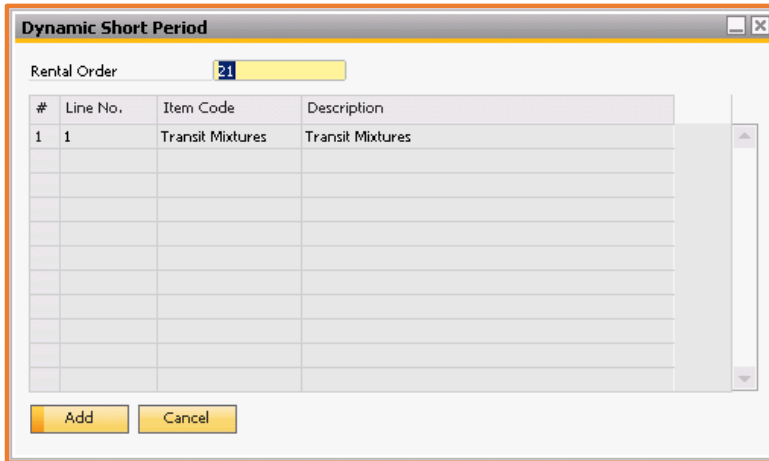 Dynamic Short Period
Rental Order 21
# Line No. Item Code Description
1 1 Transit Mixtures Transit Mixtures
Add Cancel